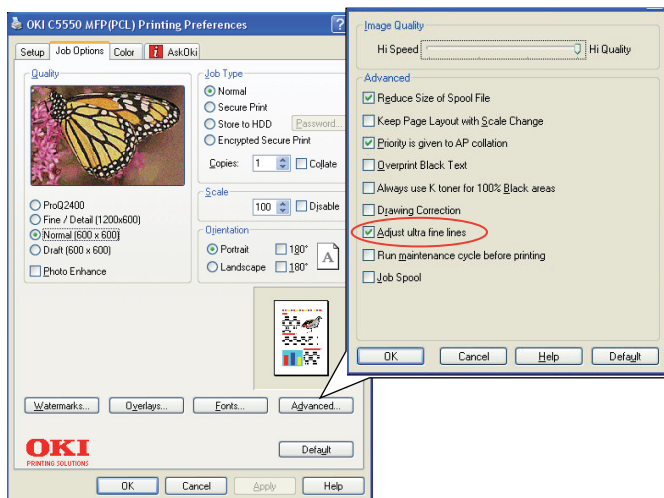 OKI C5550 MFP(PCL) Printing Preferences
?
Setup
Job Options
Color
i AskOki
Quality
ProQ2400
Fine / Detail (1200x600)
Normal (600 x 600)
Draft (600 x 600)
Photo Enhance
Job Type
Normal
Secure Print
Store to HDD
Password...
Encrypted Secure Print
Copies: 1
Collate
Scale
100
Disable
Orientation
Portrait
180°
Landscape
180°
A
Watermarks...
Overlays...
Fonts...
Advanced...
OKI
PRINTING SOLUTIONS
Default
OK
Cancel
Apply
Help
Image Quality
Hi Speed
Hi Quality
Advanced
Reduce Size of Spool File
Keep Page Layout with Scale Change
Priority is given to AP collation
Overprint Black Text
Always use K toner for 100% Black areas
Drawing Correction
Adjust ultra fine lines
Run maintenance cycle before printing
Job Spool
OK
Cancel
Help
Default